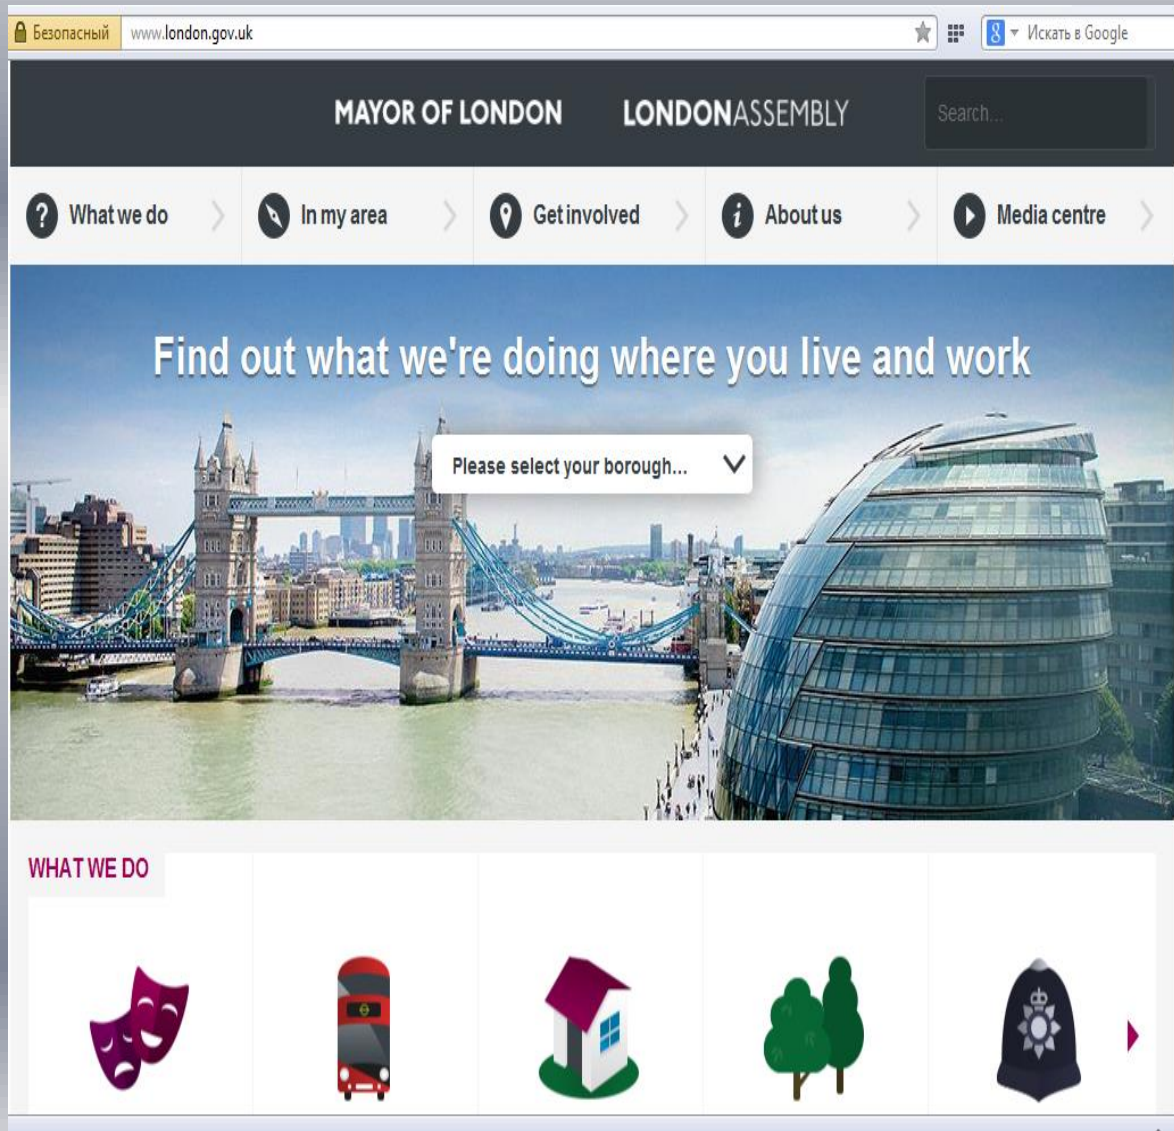 Безопасный www.london.gov.uk Искать в Google
MAYOR OF LONDON LONDONASSEMBLY Search...
What we do In my area Get involved About us Media centre
Find out what we're doing where you live and work
Please select your borough...
WHAT WE DO